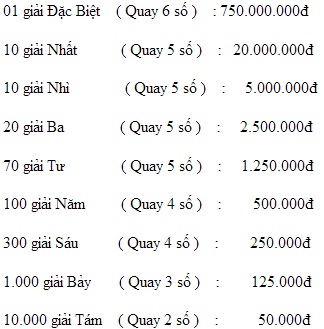 01 giải Đặc Biệt ( Quay 6 số ) : 750.000.000đ
10 giải Nhất ( Quay 5 số ) : 20.000.000đ
10 giải Nhì ( Quay 5 số ) : 5.000.000đ
20 giải Ba ( Quay 5 số ) : 2.500.000đ
70 giải Tư ( Quay 5 số ) : 1.250.000đ
100 giải Năm ( Quay 4 số ) : 500.000đ
300 giải Sáu ( Quay 4 số ) : 250.000đ
1.000 giải Bảy ( Quay 3 số ) : 125.000đ
10.000 giải Tám ( Quay 2 số ) : 50.000đ